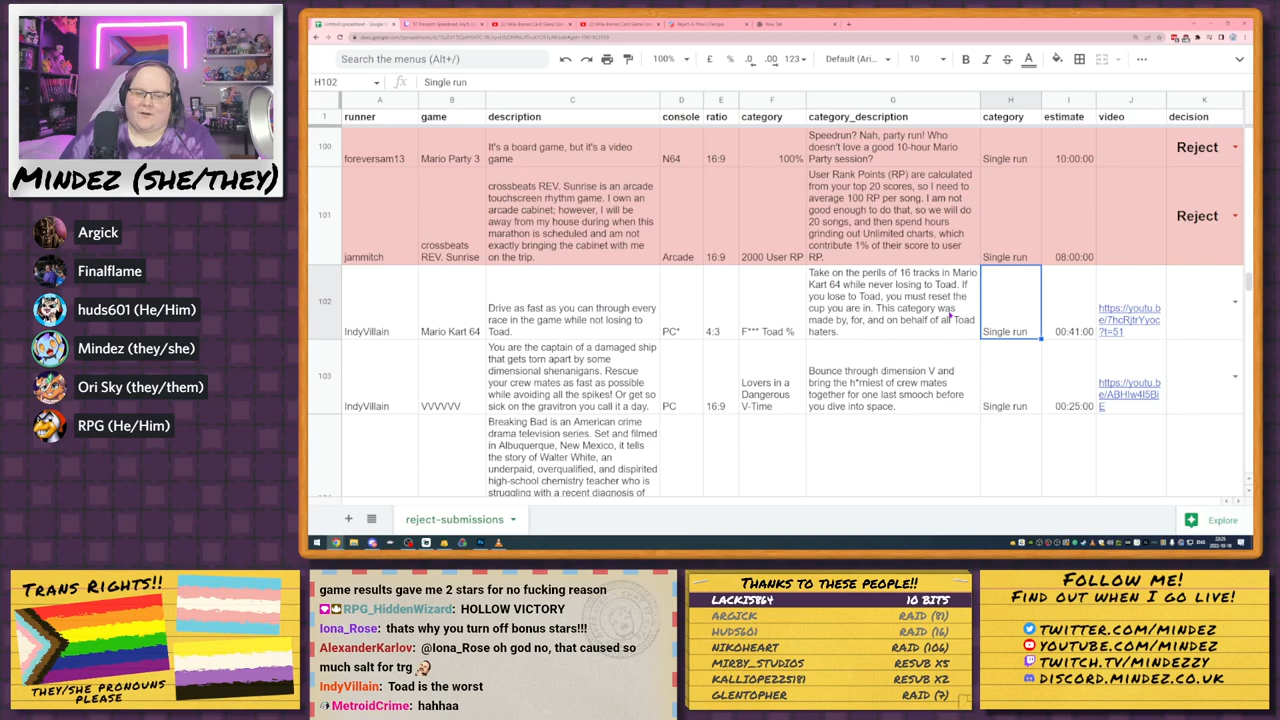 MINDEZ (SHE/THEY)
Argick
Finalflame
huds601 (He/Him)
Mindez (they/she)
Ori Sky (they/them)
RPG (He/Him)
Search the menus (Alt+/)
100%
£
%
.0
.00
123
Default (Ari...
10
B
I
S
A
H102
fx
Single run
A
B
C
D
E
F
G
H
I
J
K
1
runner
game
description
console
ratio
category
category_description
category
estimate
video
decision
100
foreversam13
Mario Party 3
It's a board game, but it's a video
game
N64
16:9
100%
Speedrun? Nah, party run! Who
doesn't love a good 10-hour Mario
Party session?
Single run
10:00:00
Reject
101
jammitch
crossbeats
REV. Sunrise
crossbeats REV. Sunrise is an arcade
touchscreen rhythm game. I own an
arcade cabinet; however, I will be
away from my house during when this
marathon is scheduled and am not
exactly bringing the cabinet with me
on the trip.
Arcade
16:9
2000 User RP
User Rank Points (RP) are calculated
from your top 20 scores, so I need to
average 100 RP per song. I am not
good enough to do that, so we will do
20 songs, and then spend hours
grinding out Unlimited charts, which
contribute 1% of their score to user
RP.
Single run
08:00:00
Reject
102
IndyVillain
Mario Kart 64
Drive as fast as you can through every
race in the game while not losing to
Toad.
PC*
4:3
F*** Toad %
Take on the perils of 16 tracks in Mario
Kart 64 while never losing to Toad. If
you lose to Toad, you must reset the
cup you are in. This category was
made by, for, and on behalf of all Toad
haters.
Single run
00:41:00
https://youtu.b
e/7hcRjtrYyoc
?t=51
103
IndyVillain
VVVVVV
You are the captain of a damaged ship
that gets torn apart by some
dimensional shenanigans. Rescue
your crew mates as fast as possible
while avoiding all the spikes! Or get so
sick on the gravitron you call it a day.
PC
16:9
Lovers in a
Dangerous
V-Time
Bounce through dimension V and
bring the h*rniest of crew mates
together for one last smooch before
you dive into space.
Single run
00:25:00
https://youtu.b
e/ABHIw4I5Bi
E
Breaking Bad is an American crime
drama television series. Set and filmed
in Albuquerque, New Mexico, it tells
the story of Walter White, an
underpaid, overqualified, and dispirited
high-school chemistry teacher who is
struggling with a recent diagnosis of
reject-submissions
Explore
TRANS RIGHTS!!
THEY/SHE PRONOUNS
PLEASE
game results gave me 2 stars for no fucking reason
RPG_HiddenWizard: HOLLOW VICTORY
Iona_Rose: thats why you turn off bonus stars!!!
AlexanderKarlov: @Iona_Rose oh god no, that caused so
much salt for trg
IndyVillain: Toad is the worst
MetroidCrime: hahhaa
THANKS TO THESE PEOPLE!!
LACKIS864 10 BITS
ARGICK RAID (81)
HUDS601 RAID (16)
NIKOHEART RAID (106)
MIRBY_STUDIOS RESUB X5
KALLIOPE22S181 RESUB X2
GLENTOPHER RAID (7)
FOLLOW ME!
FIND OUT WHEN I GO LIVE!
TWITTER.COM/MINDEZ
YOUTUBE.COM/MINDEZ
TWITCH.TV/MINDEZZY
DISCORD.MINDEZ.CO.UK